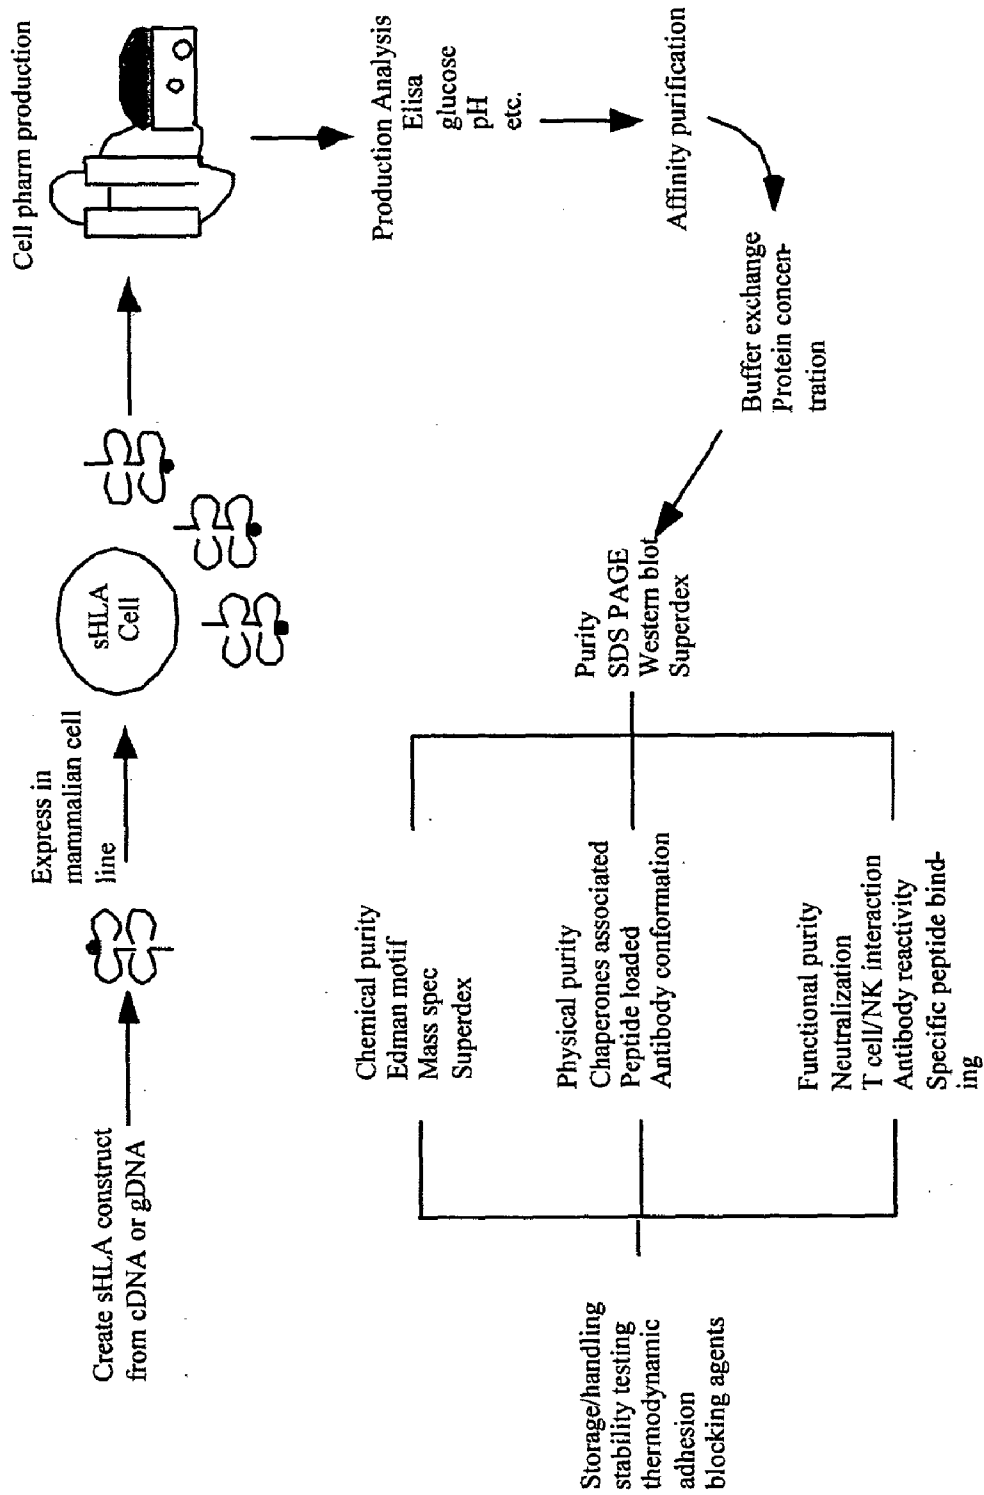 Create sHLA construct
from cDNA or gDNA
Express in
mammalian cell
line
sHLA
Cell
Cell pharm production
Production Analysis
Elisa
glucose
pH
etc.
Affinity purification
Buffer exchange
Protein concen-
tration
Purity
SDS PAGE
Western blot
Superdex
Chemical purity
Edman motif
Mass spec
Superdex
Physical purity
Chaperones associated
Peptide loaded
Antibody conformation
Functional purity
Neutralization
T cell/NK interaction
Antibody reactivity
Specific peptide bind-
ing
Storage/handling
stability testing
thermodynamic
adhesion
blocking agents